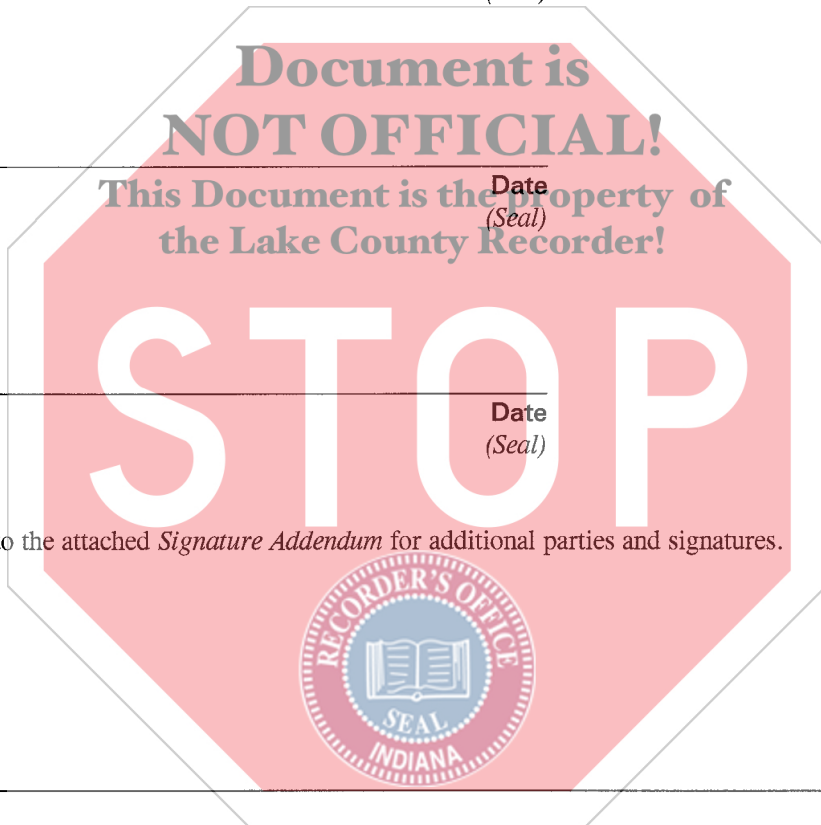 Document is
NOT OFFICIAL!
Date
This Document is the property of
(Seal)
the Lake County Recorder!
STOP
Date
(Seal)
the attached Signature Addendum for additional parties and signatures.
RECORDER'S OFFICE
SEAL
INDIANA